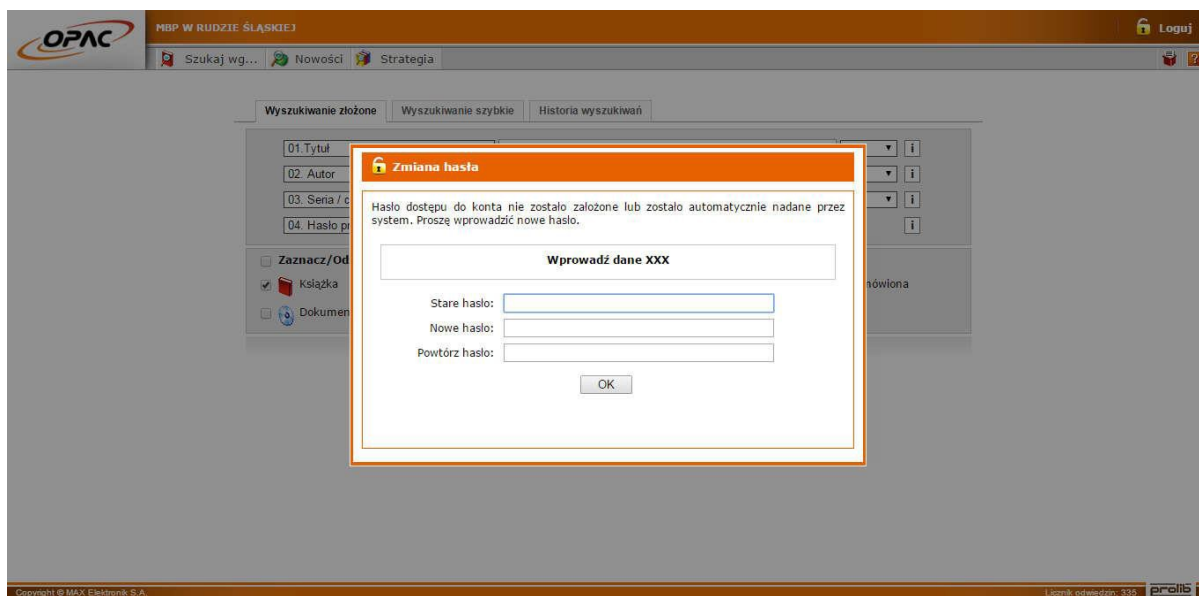 OPAC
MBP W RUDZIE ŚLĄSKIEJ
Loguj
Szukaj wg... Nowości Strategia
Wyszukiwanie złożone Wyszukiwanie szybkie Historia wyszukiwań
01.Tytuł
02. Autor
03. Seria / c
04. Hasło pr
Zmiana hasła
Hasło dostępu do konta nie zostało założone lub zostało automatycznie nadane przez
system. Proszę wprowadzić nowe hasło.
Wprowadź dane XXX
Zaznacz/Od
Książka
mówiona
Dokumen
Stare hasło:
Nowe hasło:
Powtórz hasło:
OK
Copyright © MAX Elektronik S.A.
Licznik odwiedzin: 335 prolib